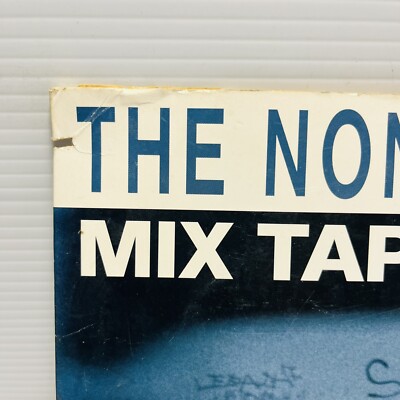 THE NON
MIX TAP
S